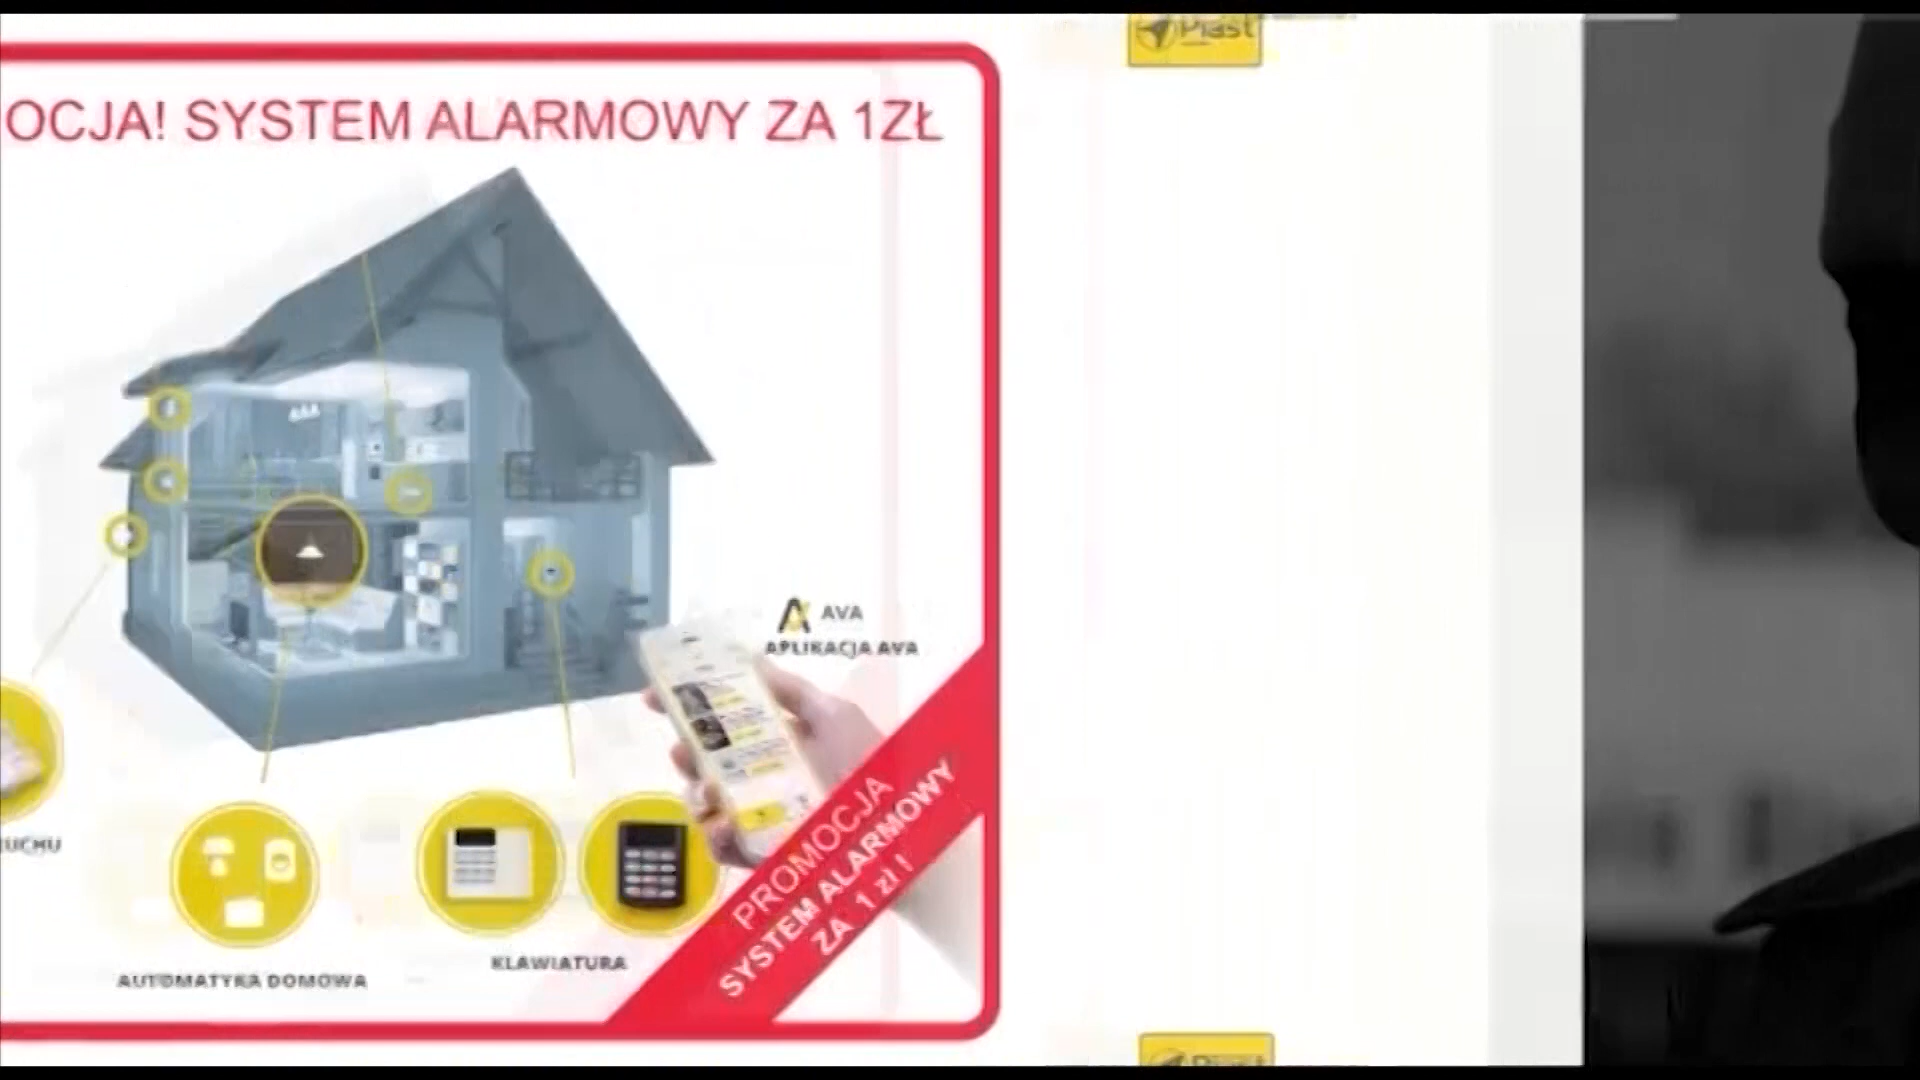 Piast
OCJA! SYSTEM ALARMOWY ZA 1ZŁ
AVA
APLIKACJA AVA
PROMOCJA
SYSTEM ALARMOWY
ZA 1 zł !
UCHU
KLAWIATURA
AUTOMATYKA DOMOWA
Piast